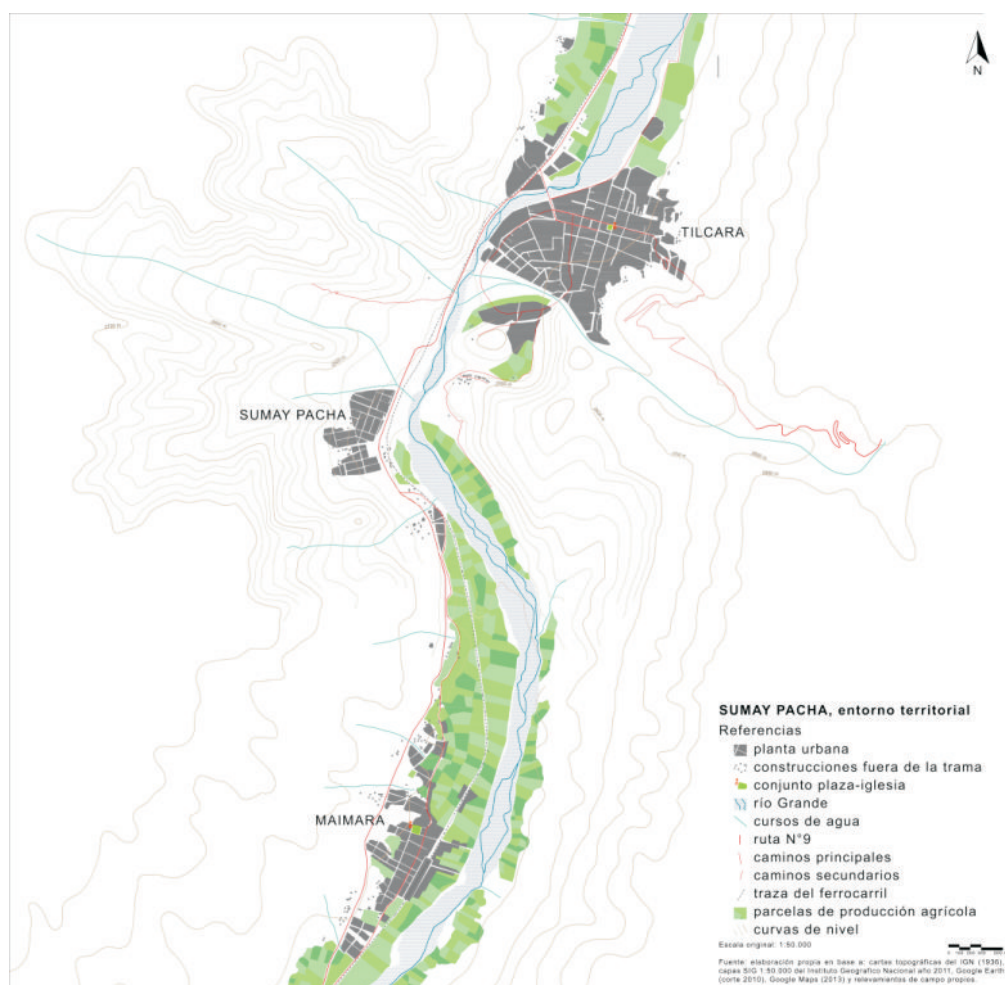 N
TILCARA
SUMAY PACHA
MAIMARA
SUMAY PACHA, entorno territorial
Referencias
planta urbana
construcciones fuera de la trama
conjunto plaza-iglesia
río Grande
cursos de agua
ruta N°9
caminos principales
caminos secundarios
traza del ferrocarril
parcelas de producción agrícola
curvas de nivel
Escala original: 1:50.000
Fuente: elaboración propia en base a: cartas topográficas del IGN (1936),
capas SIG 1:50.000 del Instituto Geografico Nacional año 2011, Google Earth
(corte 2010), Google Maps (2013) y relevamientos de campo propios.